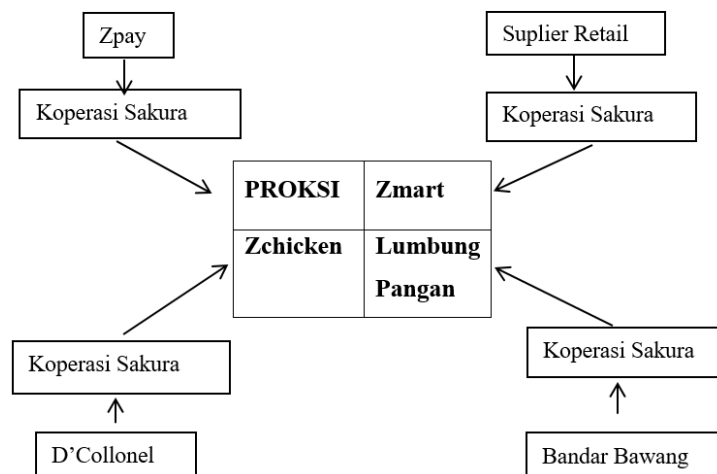 Zpay
Suplier Retail
Koperasi Sakura
Koperasi Sakura
PROKSI
Zmart
Zchicken
Lumbung
Pangan
Koperasi Sakura
Koperasi Sakura
D’Collonel
Bandar Bawang